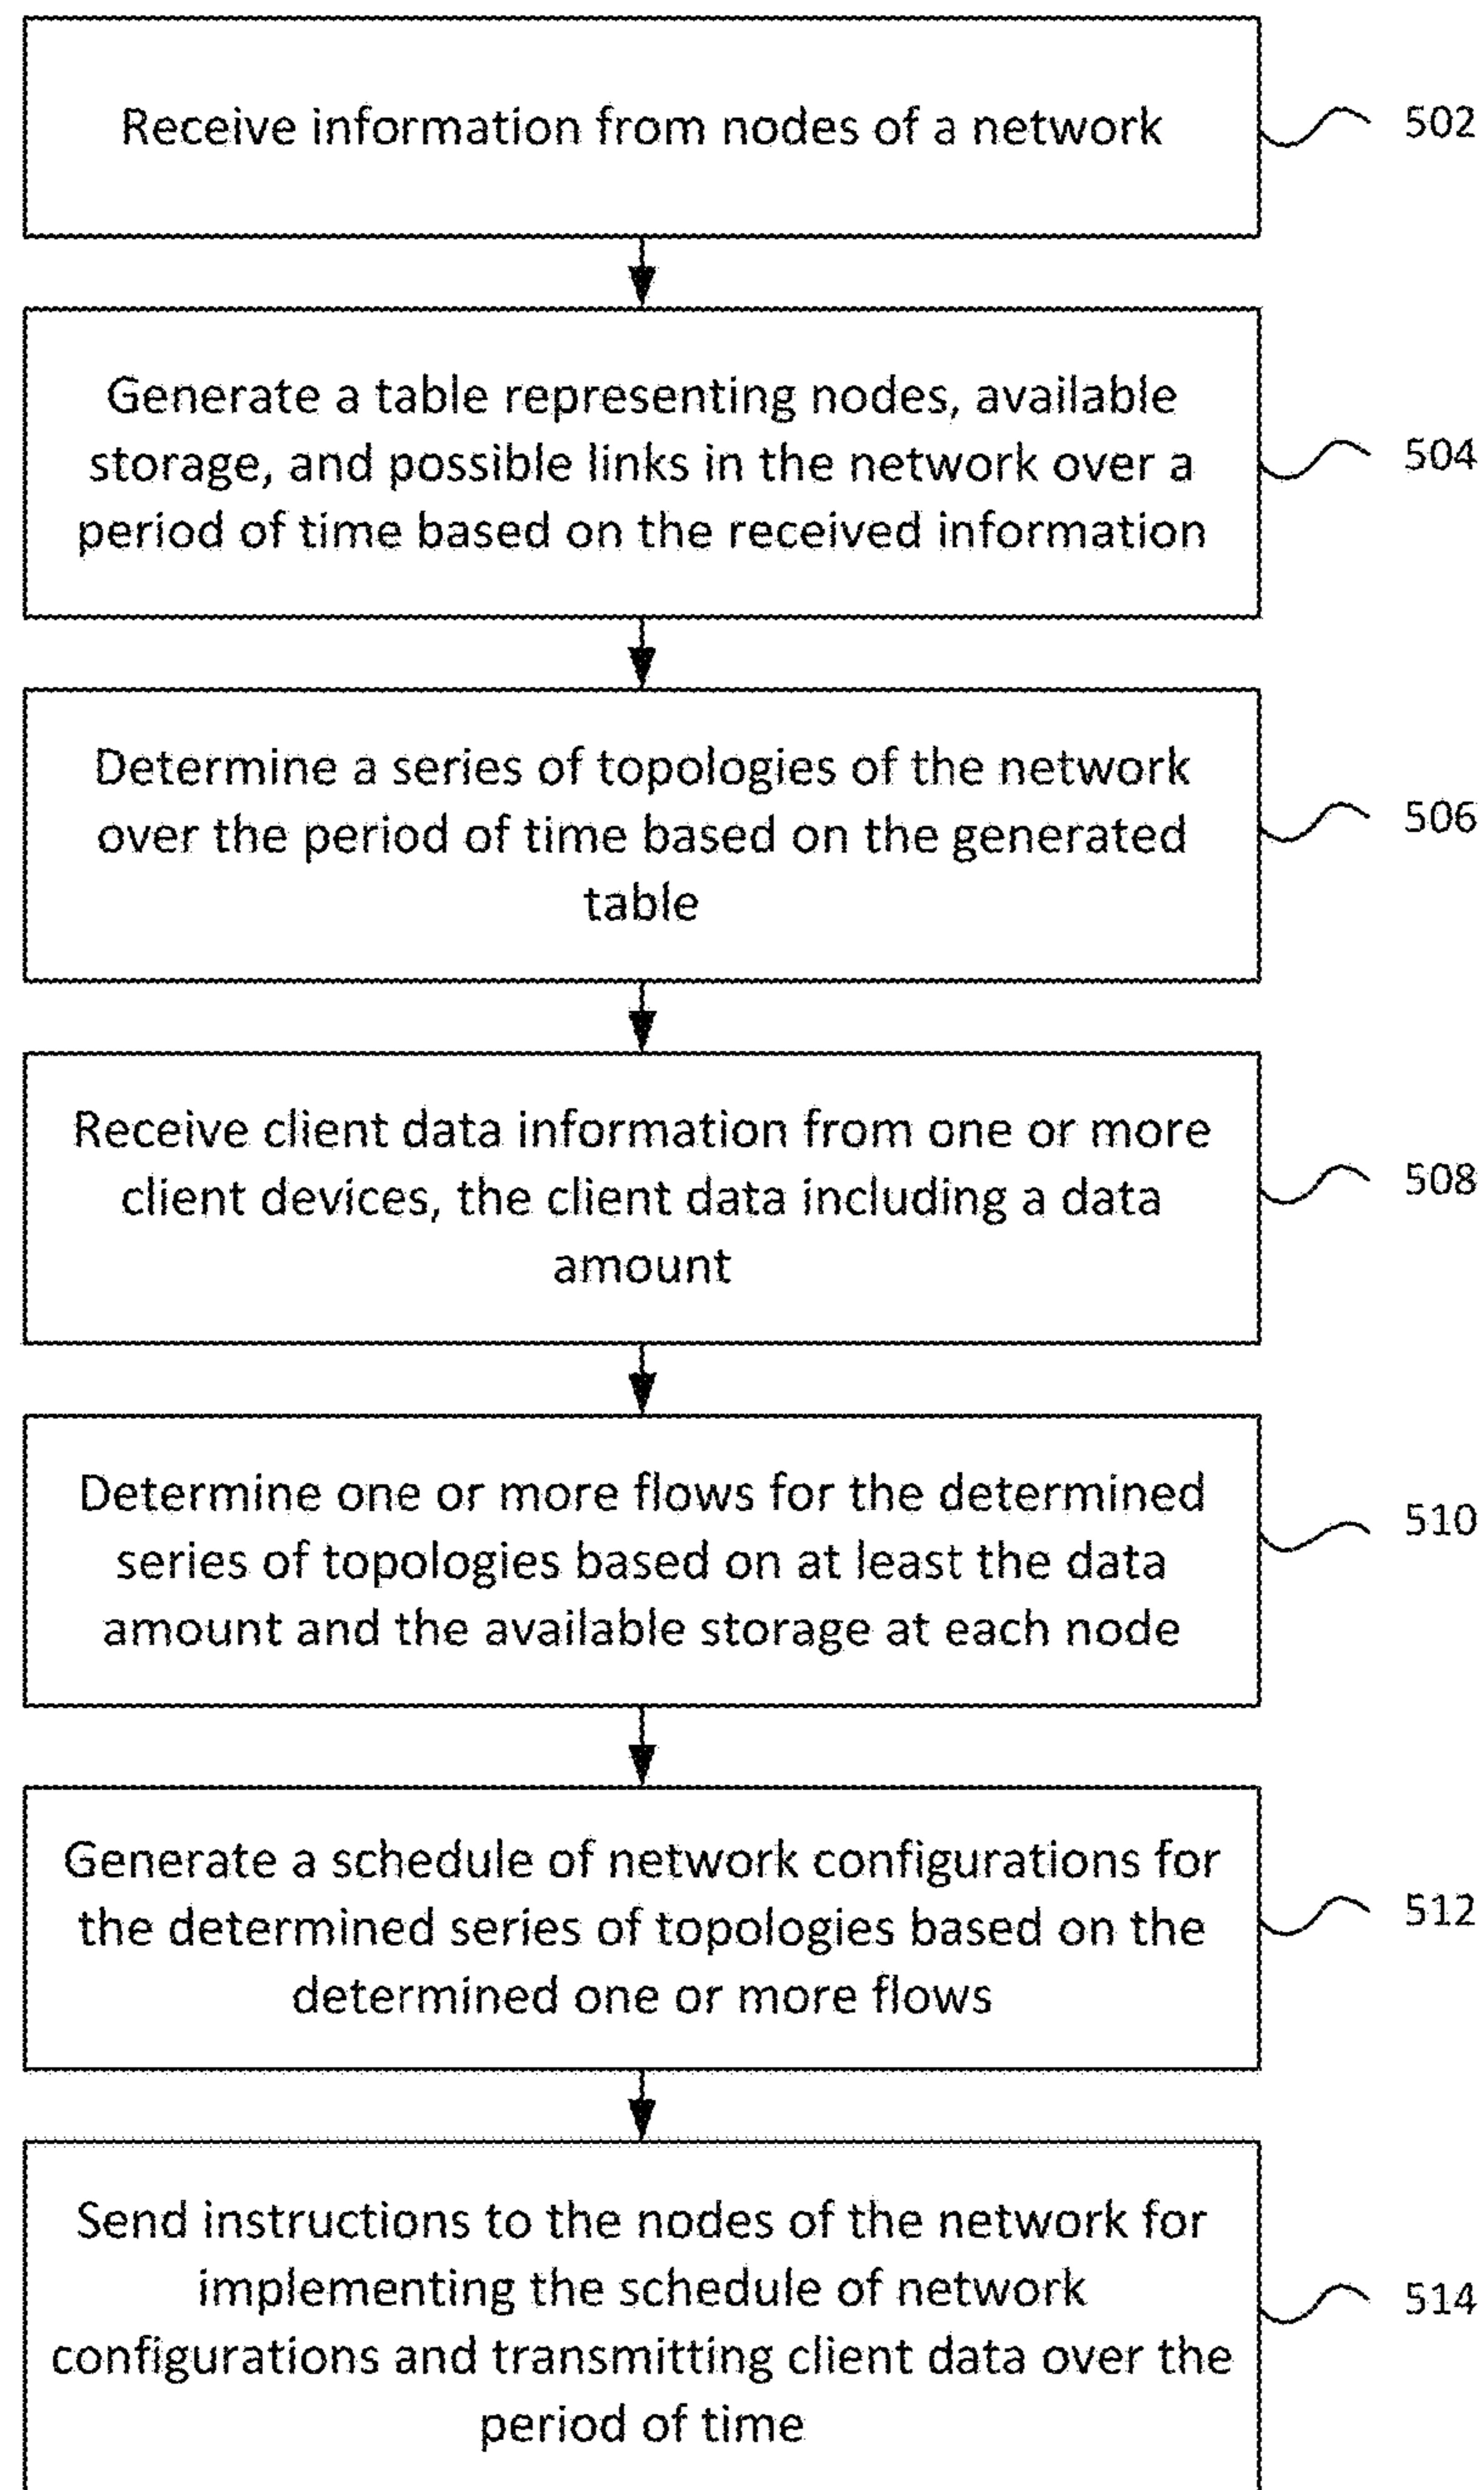 Receive information from nodes of a network
502
Generate a table representing nodes, available
storage, and possible links in the network over a
period of time based on the received information
504
Determine a series of topologies of the network
over the period of time based on the generated
table
506
Receive client data information from one or more
client devices, the client data including a data
amount
508
Determine one or more flows for the determined
series of topologies based on at least the data
amount and the available storage at each node
510
Generate a schedule of network configurations for
the determined series of topologies based on the
determined one or more flows
512
Send instructions to the nodes of the network for
implementing the schedule of network
configurations and transmitting client data over the
period of time
514